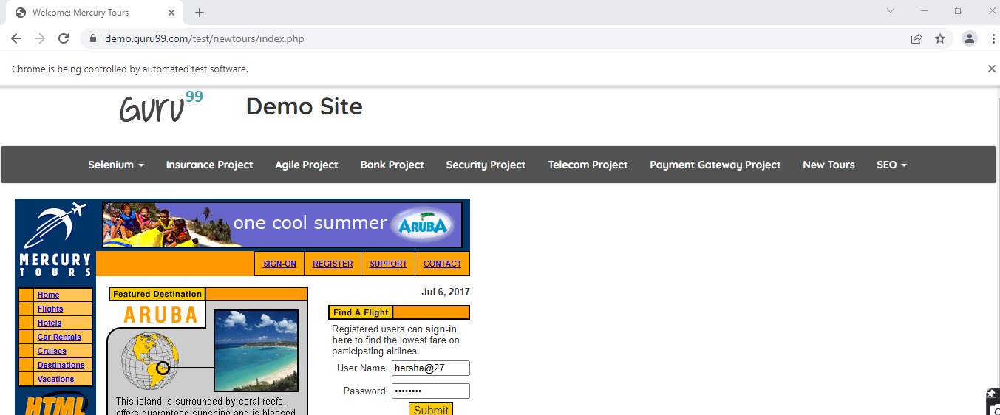 Welcome: Mercury Tours
demo.guru99.com/test/newtours/index.php
Chrome is being controlled by automated test software.
Guru99
Demo Site
Selenium Insurance Project Agile Project Bank Project Security Project Telecom Project Payment Gateway Project New Tours SEO
one cool summer ARUBA
MERCURY
TOURS
SIGN-ON REGISTER SUPPORT CONTACT
Home
Flights
Hotels
Car Rentals
Cruises
Destinations
Vacations
HTML
Featured Destination
ARUBA
This island is surrounded by coral reefs,
offers guaranteed sunshine and is blessed
Jul 6, 2017
Find A Flight
Registered users can sign-in
here to find the lowest fare on
participating airlines.
User Name: harsha@27
Password: ••••••••
Submit